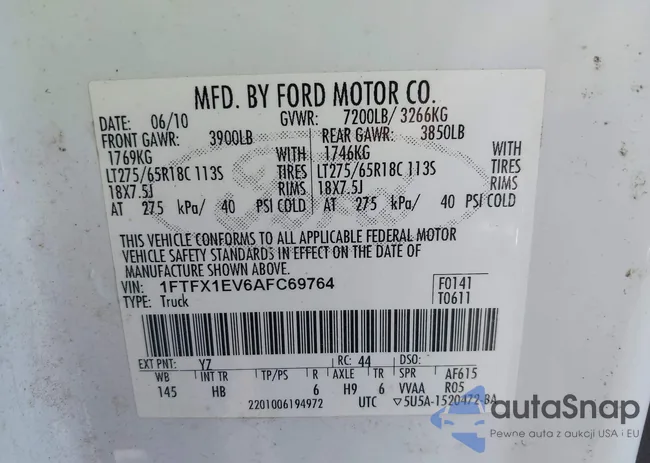 MFD. BY FORD MOTOR CO.
DATE: 06/10 GVWR: 7200LB/ 3266KG
FRONT GAWR: 3900LB REAR GAWR: 3850LB
1769KG WITH 1746KG WITH
LT275/65R18C 113S TIRES LT275/65R18C 113S TIRES
18X7.5J RIMS 18X7.5J RIMS
AT 275 kPa/ 40 PSI COLD AT 275 kPa/ 40 PSI COLD
THIS VEHICLE CONFORMS TO ALL APPLICABLE FEDERAL MOTOR
VEHICLE SAFETY STANDARDS IN EFFECT ON THE DATE OF
MANUFACTURE SHOWN ABOVE.
VIN: 1FTFX1EV6AFC69764 F0141
TYPE: Truck T0611
EXT PNT: Y7 RC: 44 DSO:
WB INT TR TP/PS R AXLE TR SPR AF615
145 HB 6 H9 6 VVAA R05
2201006194972 UTC ▽5U5A-1520472-BA
autoSnap
Pewne auta z aukcji USA i EU